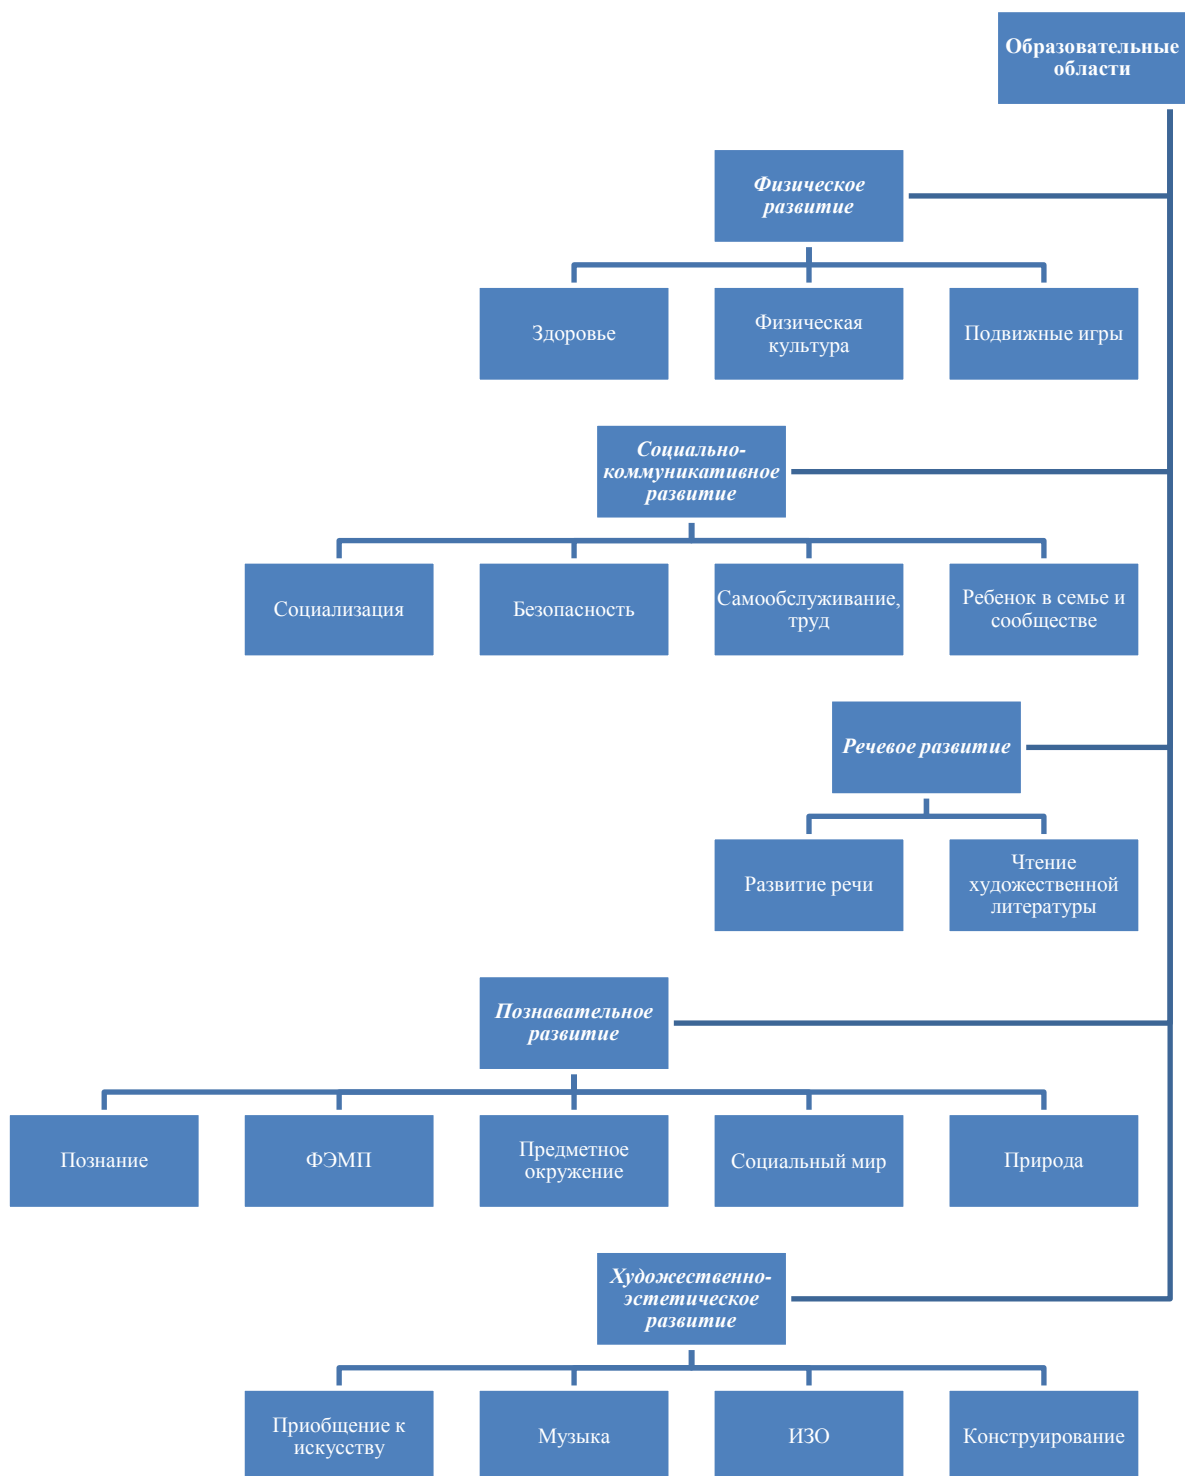 Образовательные
области
Физическое
развитие
Здоровье
Физическая
культура
Подвижные игры
Социально-
коммуникативное
развитие
Социализация
Безопасность
Самообслуживание,
труд
Ребенок в семье и
сообществе
Речевое развитие
Развитие речи
Чтение
художественной
литературы
Познавательное
развитие
Познание
ФЭМП
Предметное
окружение
Социальный мир
Природа
Художественно-
эстетическое
развитие
Приобщение к
искусству
Музыка
ИЗО
Конструирование